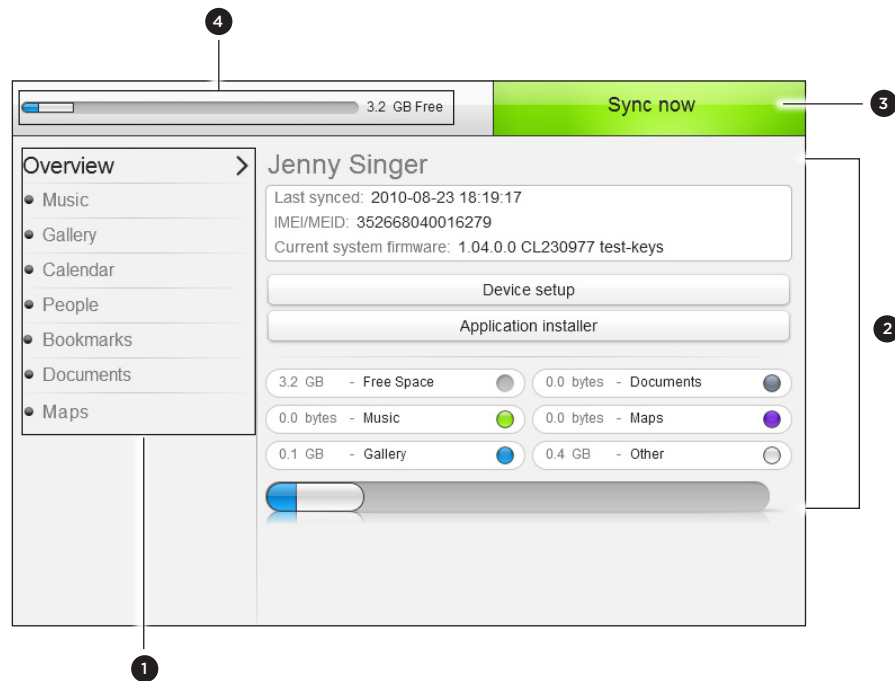 4
3.2 GB Free
Sync now
3
Overview
Music
Gallery
Calendar
People
Bookmarks
Documents
Maps
Jenny Singer
Last synced: 2010-08-23 18:19:17
IMEI/MEID: 352668040016279
Current system firmware: 1.04.0.0 CL230977 test-keys
Device setup
Application installer
3.2 GB - Free Space
0.0 bytes - Documents
0.0 bytes - Music
0.0 bytes - Maps
0.1 GB - Gallery
0.4 GB - Other
2
1